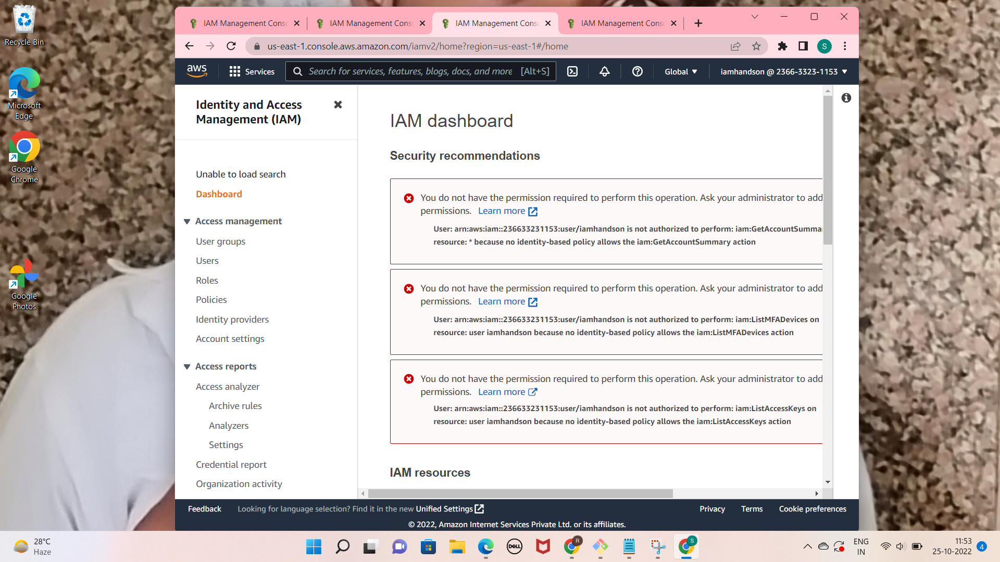 Recycle Bin
Microsoft
Edge
Google
Chrome
Google
Photos
IAM Management Cons
IAM Management Cons
IAM Management Cons
IAM Management Cons
us-east-1.console.aws.amazon.com/iamv2/home?region=us-east-1#/home
S
aws
Services
Search for services, features, blogs, docs, and more [Alt+S]
Global
iamhandson @ 2366-3323-1153
Identity and Access
Management (IAM)
Unable to load search
Dashboard
Access management
User groups
Users
Roles
Policies
Identity providers
Account settings
Access reports
Access analyzer
Archive rules
Analyzers
Settings
Credential report
Organization activity
IAM dashboard
Security recommendations
You do not have the permission required to perform this operation. Ask your administrator to add
permissions. Learn more
User: arn:aws:iam::236633231153:user/iamhandson is not authorized to perform: iam:GetAccountSumma
resource: * because no identity-based policy allows the iam:GetAccountSummary action
You do not have the permission required to perform this operation. Ask your administrator to add
permissions. Learn more
User: arn:aws:iam::236633231153:user/iamhandson is not authorized to perform: iam:ListMFADevices on
resource: user iamhandson because no identity-based policy allows the iam:ListMFADevices action
You do not have the permission required to perform this operation. Ask your administrator to add
permissions. Learn more
User: arn:aws:iam::236633231153:user/iamhandson is not authorized to perform: iam:ListAccessKeys on
resource: user iamhandson because no identity-based policy allows the iam:ListAccessKeys action
IAM resources
Feedback
Looking for language selection? Find it in the new Unified Settings
Privacy
Terms
Cookie preferences
© 2022, Amazon Internet Services Private Ltd. or its affiliates.
28°C
Haze
DELL
R
S
ENG
IN
11:53
25-10-2022
4